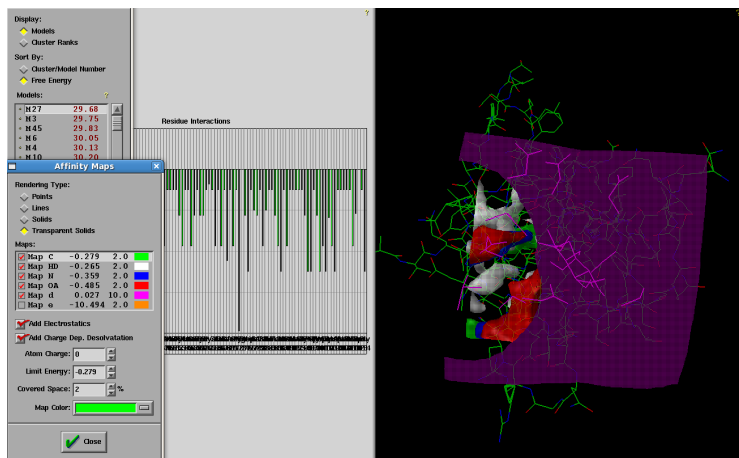 Display:
Models
Cluster Ranks
Sort By:
Cluster/Model Number
Free Energy
Models: ?
M27 29.68
M3 29.75
M45 29.83
M6 30.05
M4 30.13
M10 30.20
?
Residue Interactions
Affinity Maps
Rendering Type:
Points
Lines
Solids
Transparent Solids
Maps:
Map C -0.279 2.0
Map HD -0.265 2.0
Map N -0.359 2.0
Map OA -0.485 2.0
Map d 0.027 10.0
Map e -10.494 2.0
Add Electrostatics
Add Charge Dep. Desolvatation
Atom Charge: 0
Limit Energy: -0.279
Covered Space: 2 %
Map Color:
Close